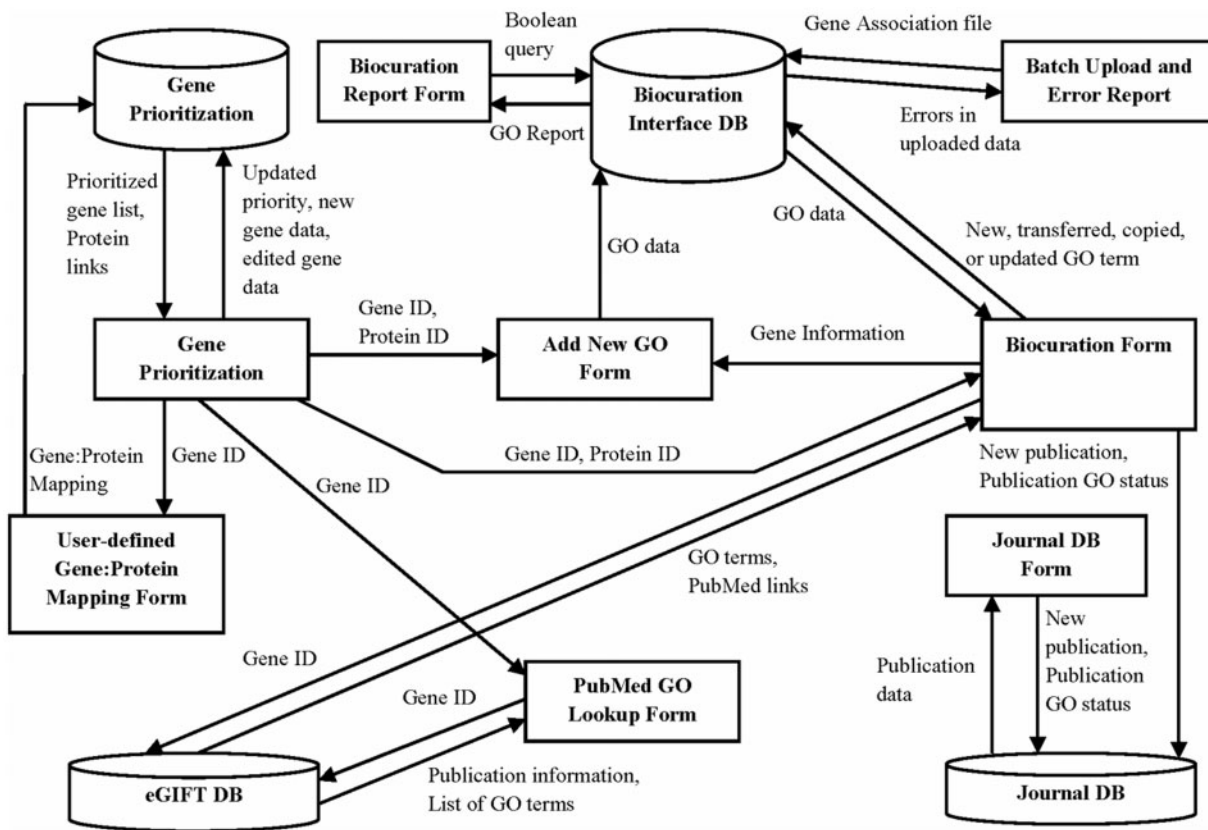 Gene
Prioritization
Biocuration
Report Form
Boolean
query
GO Report
Biocuration
Interface DB
Gene Association file
Errors in
uploaded data
Batch Upload and
Error Report
Prioritized
gene list,
Protein
links
Updated
priority, new
gene data,
edited gene
data
GO data
GO data
New, transferred, copied,
or updated GO term
Gene
Prioritization
Gene ID,
Protein ID
Add New GO
Form
Gene Information
Biocuration Form
Gene:Protein
Mapping
Gene ID
Gene ID
Gene ID, Protein ID
New publication,
Publication GO status
User-defined
Gene:Protein
Mapping Form
GO terms,
PubMed links
Journal DB
Form
Gene ID
Gene ID
PubMed GO
Lookup Form
Publication
data
New
publication,
Publication
GO status
eGIFT DB
Publication information,
List of GO terms
Journal DB